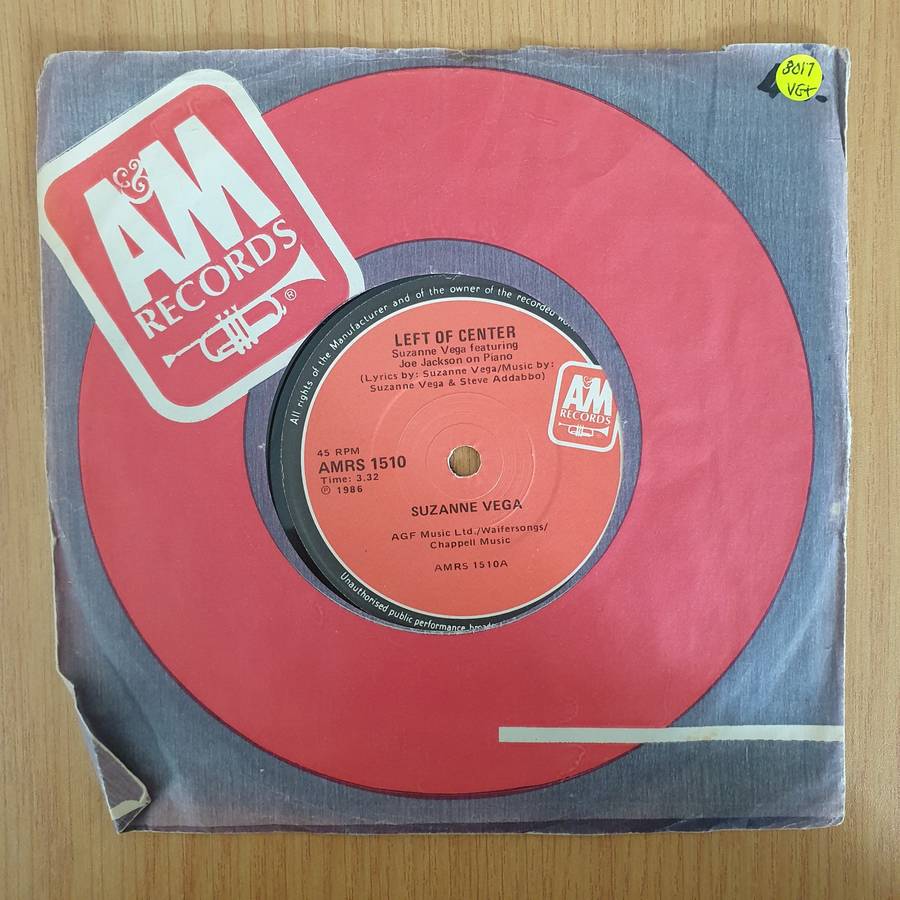 8017
VG+
A&M
RECORDS
®
All rights of the Manufacturer and of the owner of the recorded
LEFT OF CENTER
Suzanne Vega featuring
Joe Jackson on Piano
(Lyrics by: Suzanne Vega/Music by:
Suzanne Vega & Steve Addabbo)
A&M
RECORDS
45 RPM
AMRS 1510
Time: 3.32
℗ 1986
SUZANNE VEGA
AGF Music Ltd./Waifersongs/
Chappell Music
AMRS 1510A
Unauthorised public performance